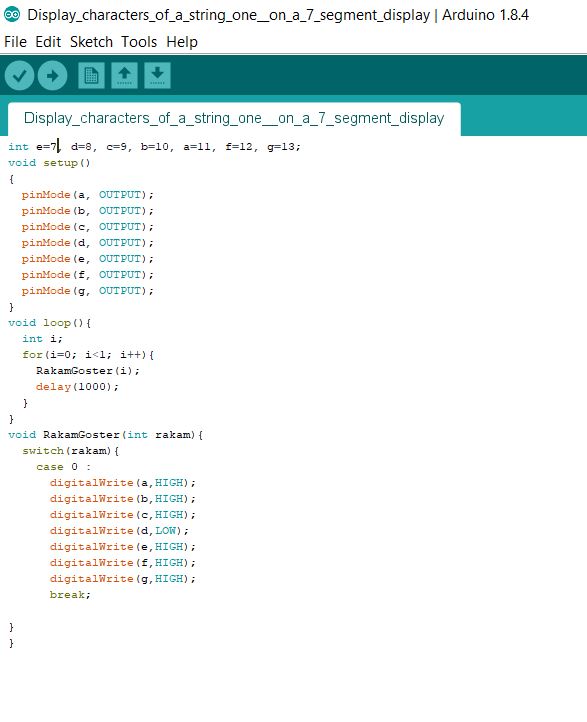 Display_characters_of_a_string_one__on_a_7_segment_display | Arduino 1.8.4
File Edit Sketch Tools Help
Display_characters_of_a_string_one__on_a_7_segment_display
int e=7, d=8, c=9, b=10, a=11, f=12, g=13;
void setup()
{
  pinMode(a, OUTPUT);
  pinMode(b, OUTPUT);
  pinMode(c, OUTPUT);
  pinMode(d, OUTPUT);
  pinMode(e, OUTPUT);
  pinMode(f, OUTPUT);
  pinMode(g, OUTPUT);
}
void loop(){
  int i;
  for(i=0; i<1; i++){
    RakamGoster(i);
    delay(1000);
  }
}
void RakamGoster(int rakam){
  switch(rakam){
    case 0 :
      digitalWrite(a,HIGH);
      digitalWrite(b,HIGH);
      digitalWrite(c,HIGH);
      digitalWrite(d,LOW);
      digitalWrite(e,HIGH);
      digitalWrite(f,HIGH);
      digitalWrite(g,HIGH);
      break;
}
}